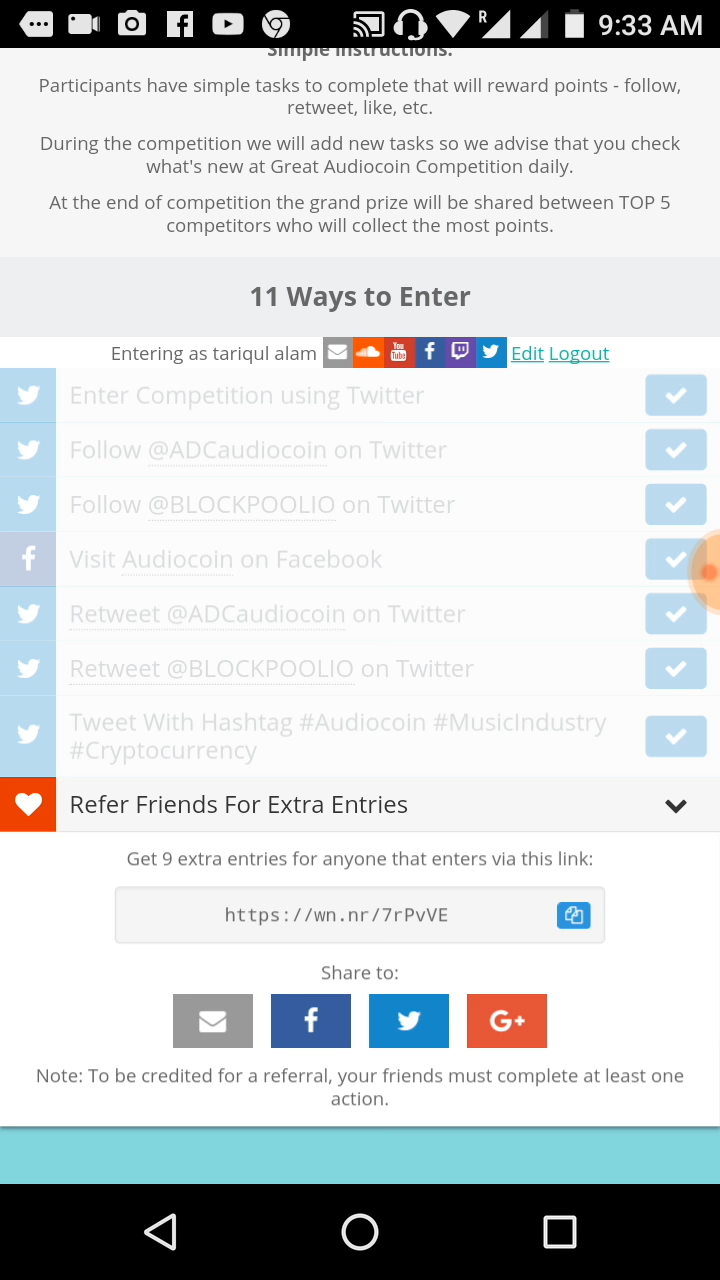 R 9:33 AM
Simple Instructions:
Participants have simple tasks to complete that will reward points - follow,
retweet, like, etc.
During the competition we will add new tasks so we advise that you check
what's new at Great Audiocoin Competition daily.
At the end of competition the grand prize will be shared between TOP 5
competitors who will collect the most points.
11 Ways to Enter
Entering as tariqul alam You Tube Edit Logout
Enter Competition using Twitter
Follow @ADCaudiocoin on Twitter
Follow @BLOCKPOOLIO on Twitter
Visit Audiocoin on Facebook
Retweet @ADCaudiocoin on Twitter
Retweet @BLOCKPOOLIO on Twitter
Tweet With Hashtag #Audiocoin #MusicIndustry
#Cryptocurrency
Refer Friends For Extra Entries
Get 9 extra entries for anyone that enters via this link:
https://wn.nr/7rPvVE
Share to:
G+
Note: To be credited for a referral, your friends must complete at least one
action.